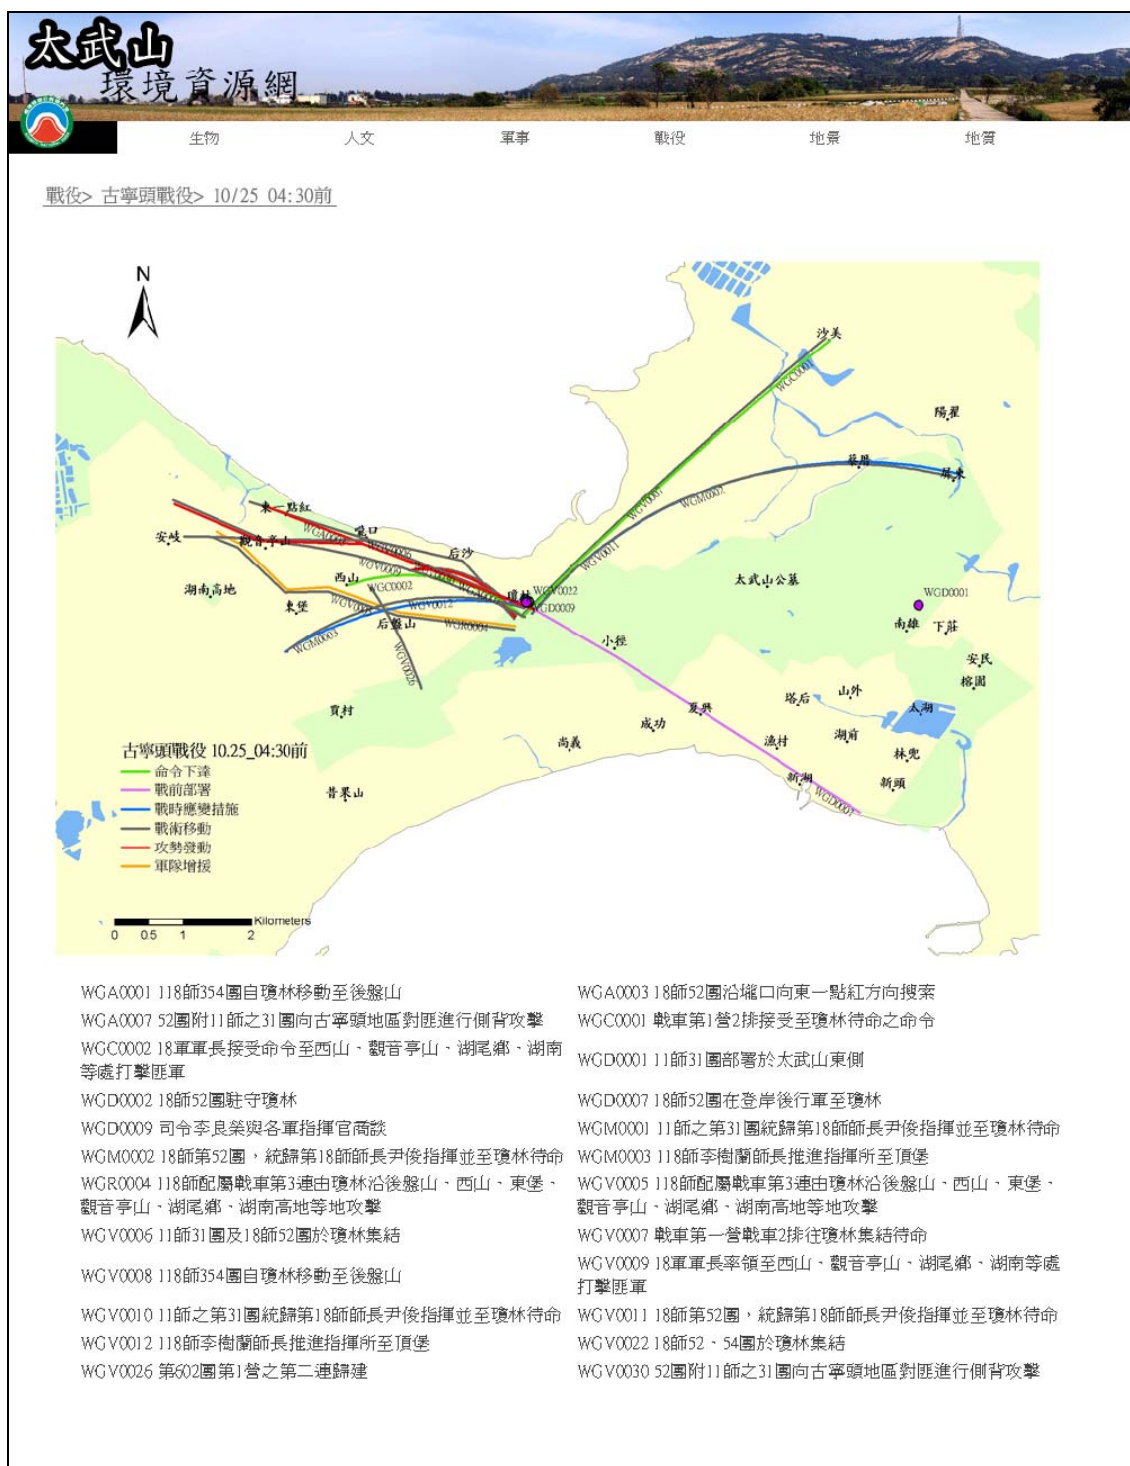 太武山
環境資源網
生物 人文 軍事 戰役 地景 地質
戰役> 古寧頭戰役> 10/25 04:30前
N
沙美
WGC0001
陽翟
蔡厝
屏東
WGV0007
WGM0002
WGV0011
東一點紅
壠口
安岐
觀音亭山
后沙
WGV0006
WGV0009
西山
WGC0002
瓊林
WGV0022
WGD0009
太武山公墓
WGD0001
湖南高地
東堡
WGV0012
后盤山
WGR0004
WGM0003
WGV0026
小徑
南雄
下莊
安民
榕園
賈村
夏興
塔后
山外
太湖
成功
尚義
漁村
湖前
林兜
新湖
新頭
WGD0001
昔果山
古寧頭戰役 10.25_04:30前
命令下達
戰前部署
戰時應變措施
戰術移動
攻勢發動
軍隊增援
Kilometers
0 0.5 1 2
WGA0001 118師354團自瓊林移動至後盤山
WGA0003 18師52團沿壠口向東一點紅方向搜索
WGA0007 52團附11師之31團向古寧頭地區對匪進行側背攻擊
WGC0001 戰車第1營2排接受至瓊林待命之命令
WGC0002 18軍軍長接受命令至西山、觀音亭山、湖尾鄉、湖南
等處打擊匪軍
WGD0001 11師31團部署於太武山東側
WGD0002 18師52團駐守瓊林
WGD0007 18師52團在登岸後行軍至瓊林
WGD0009 司令李良榮與各軍指揮官商談
WGM0001 11師之第31團統歸第18師師長尹俊指揮並至瓊林待命
WGM0002 18師第52團，統歸第18師師長尹俊指揮並至瓊林待命
WGM0003 118師李樹蘭師長推進指揮所至頂堡
WGR0004 118師配屬戰車第3連由瓊林沿後盤山、西山、東堡、
觀音亭山、湖尾鄉、湖南高地等地攻擊
WGV0005 118師配屬戰車第3連由瓊林沿後盤山、西山、東堡、
觀音亭山、湖尾鄉、湖南高地等地攻擊
WGV0006 11師31團及18師52團於瓊林集結
WGV0007 戰車第一營戰車2排往瓊林集結待命
WGV0008 118師354團自瓊林移動至後盤山
WGV0009 18軍軍長率領至西山、觀音亭山、湖尾鄉、湖南等處
打擊匪軍
WGV0010 11師之第31團統歸第18師師長尹俊指揮並至瓊林待命
WGV0011 18師第52團，統歸第18師師長尹俊指揮並至瓊林待命
WGV0012 118師李樹蘭師長推進指揮所至頂堡
WGV0022 18師52、54團於瓊林集結
WGV0026 第602團第1營之第二連歸建
WGV0030 52團附11師之31團向古寧頭地區對匪進行側背攻擊